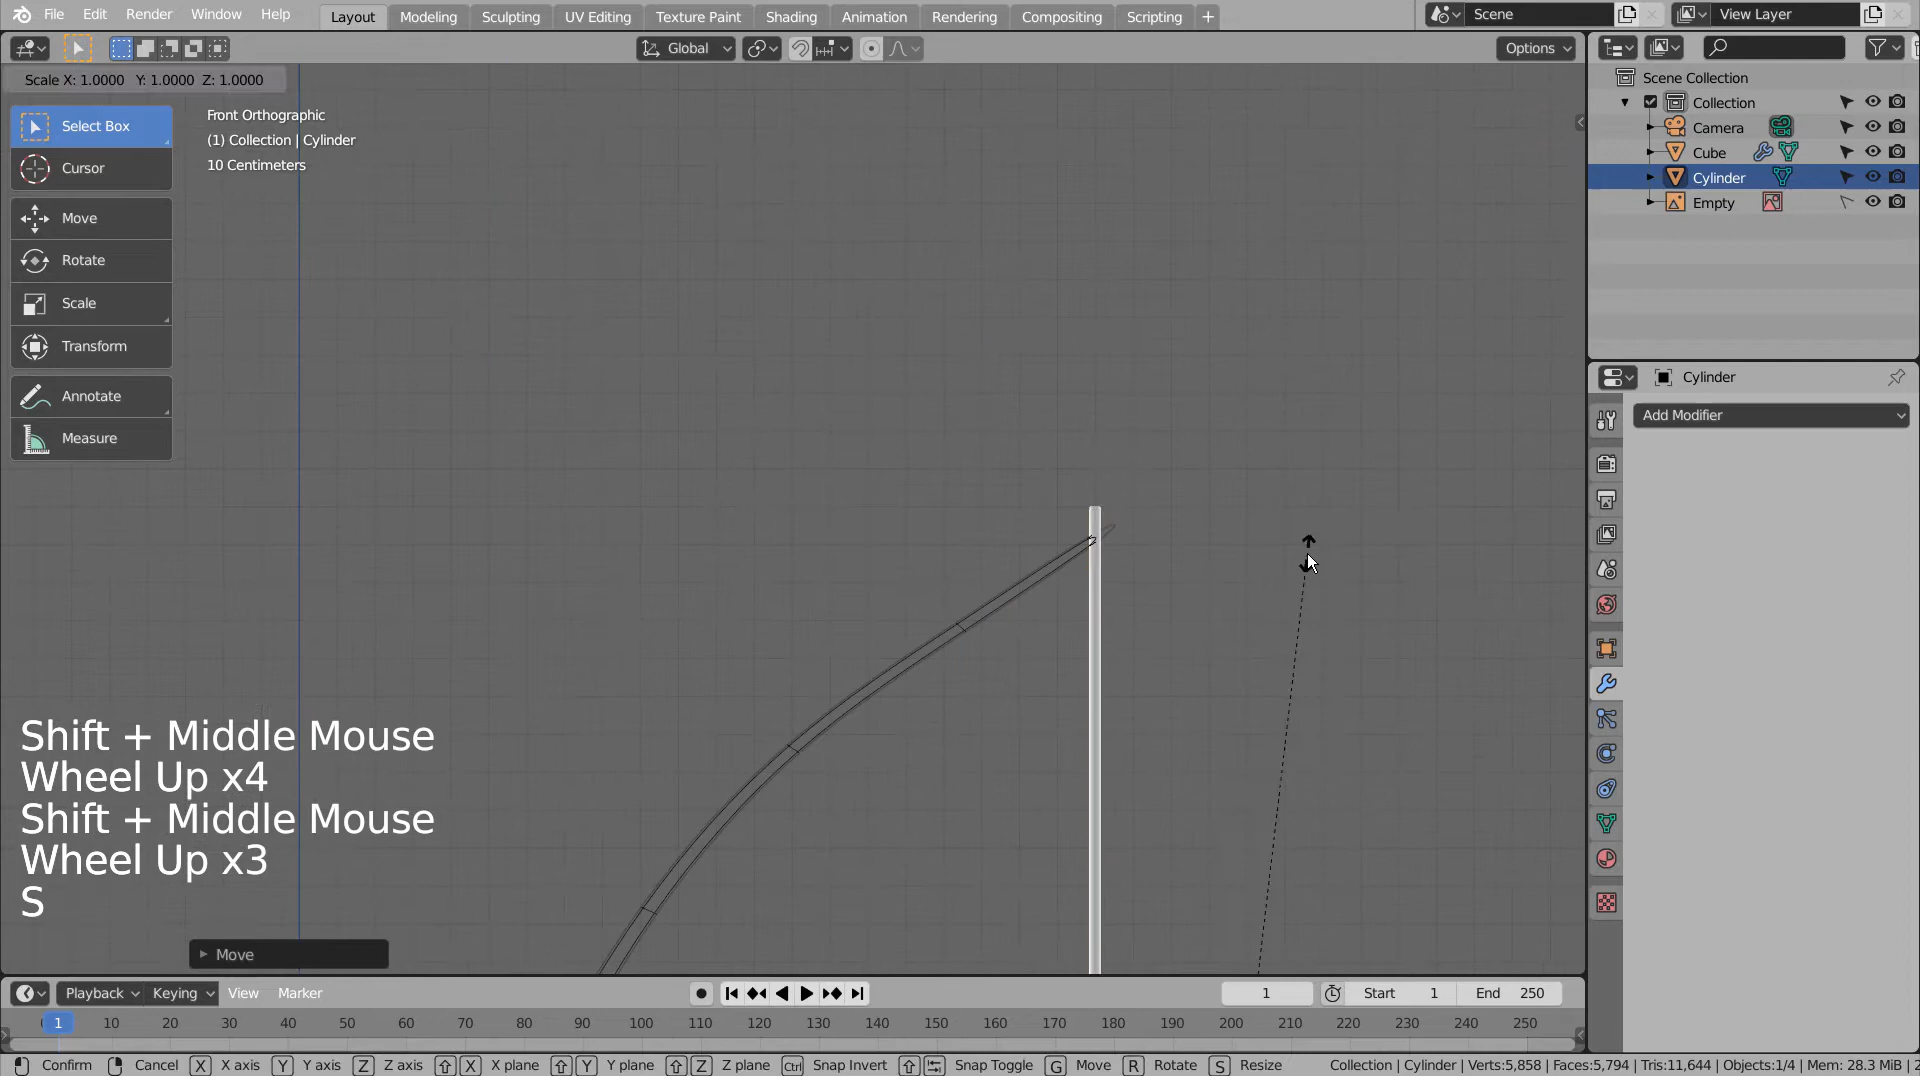 File Edit Render Window Help Layout Modeling Sculpting UV Editing Texture Paint Shading Animation Rendering Compositing Scripting + Scene View Layer
Global Options
Scale X: 1.0000 Y: 1.0000 Z: 1.0000
Scene Collection
Collection
Camera
Cube
Cylinder
Empty
Front Orthographic
(1) Collection | Cylinder
10 Centimeters
Select Box
Cursor
Move
Rotate
Scale
Transform
Annotate
Measure
Cylinder
Add Modifier
Shift + Middle Mouse
Wheel Up x4
Shift + Middle Mouse
Wheel Up x3
S
Move
Playback Keying View Marker 1 Start 1 End 250
1 10 20 30 40 50 60 70 80 90 100 110 120 130 140 150 160 170 180 190 200 210 220 230 240 250
Confirm Cancel X X axis Y Y axis Z Z axis X X plane Y Y plane Z Z plane Ctrl Snap Invert Snap Toggle G Move R Rotate S Resize Collection | Cylinder | Verts:5,858 | Faces:5,794 | Tris:11,644 | Objects:1/4 | Mem: 28.3 MiB |